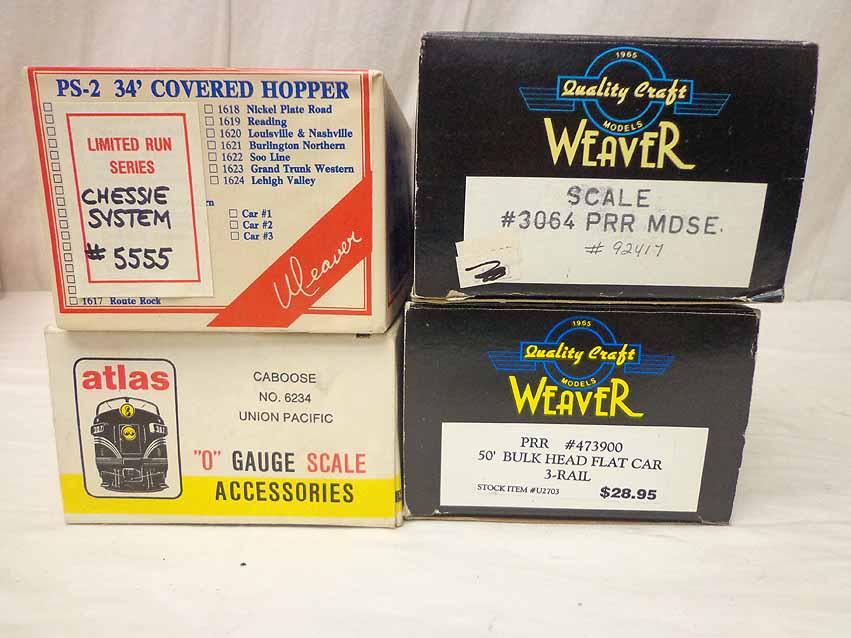 PS-2 34' COVERED HOPPER
LIMITED RUN
SERIES
CHESSIE
SYSTEM
# 5555
1618 Nickel Plate Road
1619 Reading
1620 Louisville & Nashville
1621 Burlington Northern
1622 Soo Line
1623 Grand Trunk Western
1624 Lehigh Valley
rn
Car #1
Car #2
Car #3
1617 Route Rock
Weaver
1965
Quality Craft
MODELS
WEAVER
SCALE
#3064 PRR MDSE.
# 92417
atlas
CABOOSE
NO. 6234
UNION PACIFIC
"O" GAUGE SCALE
ACCESSORIES
1965
Quality Craft
MODELS
WEAVER
PRR #473900
50' BULK HEAD FLAT CAR
3-RAIL
STOCK ITEM #U2703 $28.95